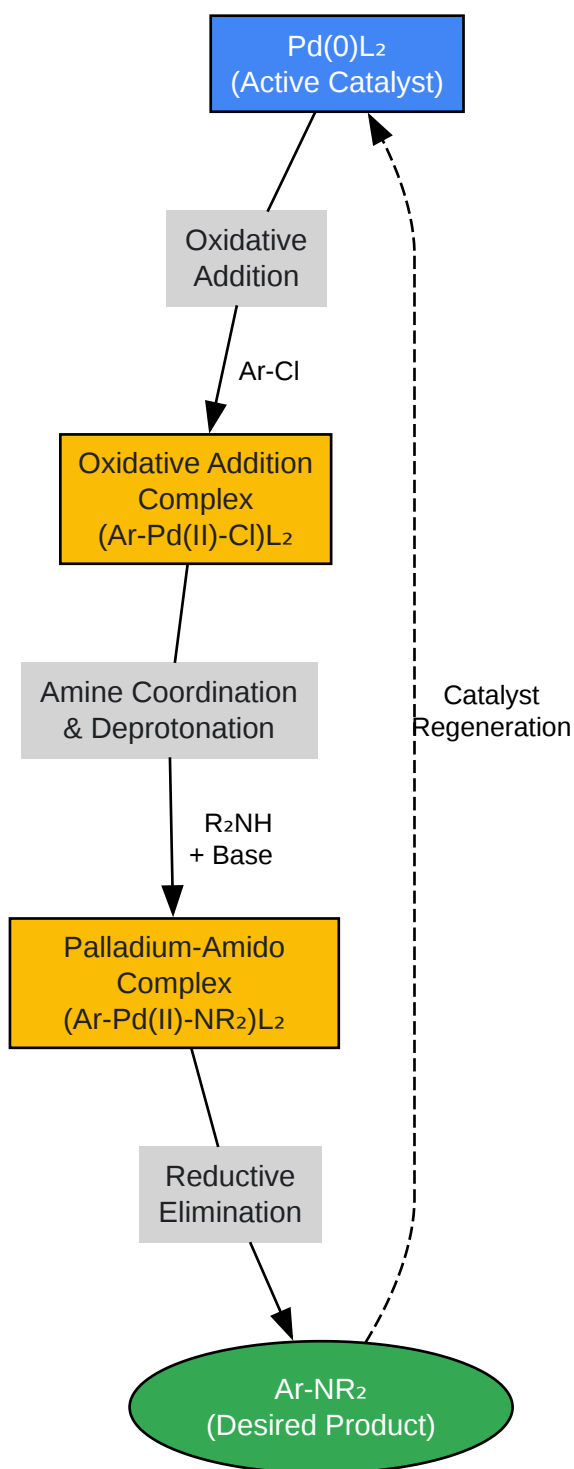 Pd(0)L₂
(Active Catalyst)
Oxidative
Addition
Ar-Cl
Oxidative Addition
Complex
(Ar-Pd(II)-Cl)L₂
Amine Coordination
& Deprotonation
Catalyst
Regeneration
R₂NH
+ Base
Palladium-Amido
Complex
(Ar-Pd(II)-NR₂)L₂
Reductive
Elimination
Ar-NR₂
(Desired Product)